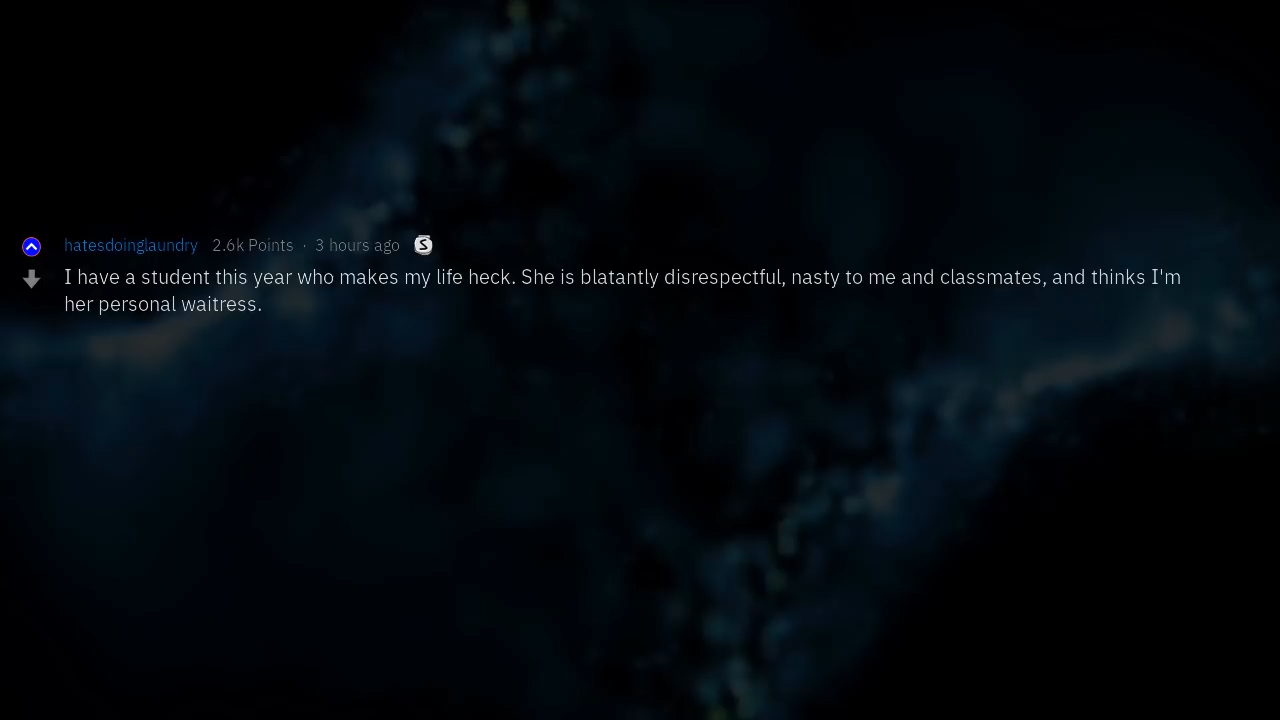 hatesdoinglaundry 2.6k Points · 3 hours ago S
I have a student this year who makes my life heck. She is blatantly disrespectful, nasty to me and classmates, and thinks I'm
her personal waitress.